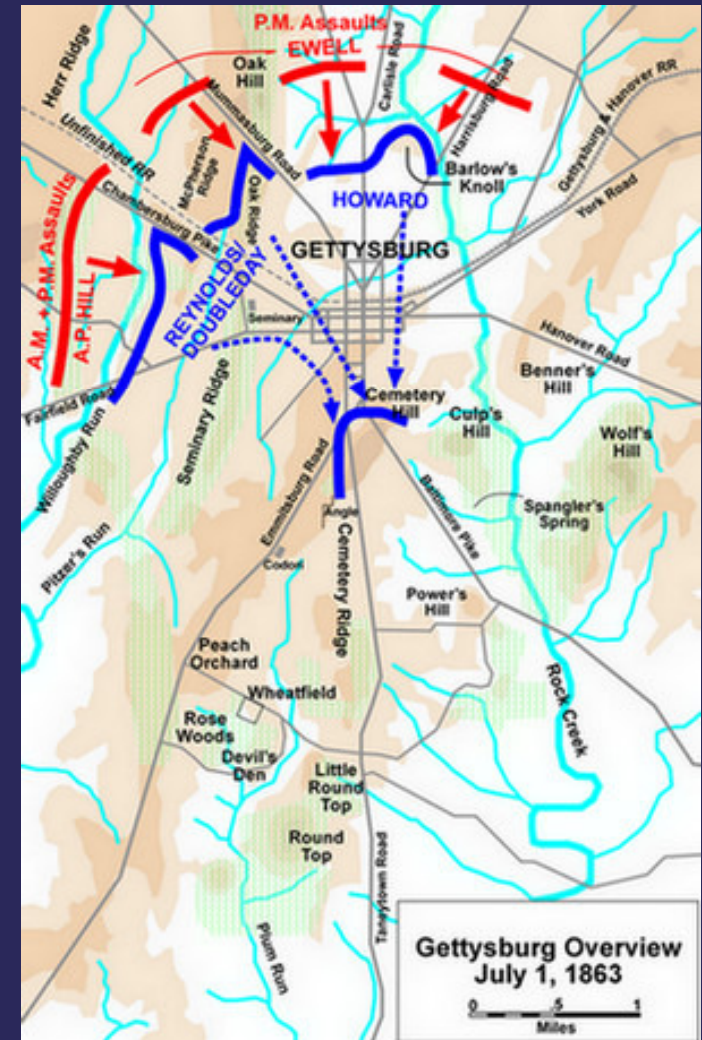 P.M. Assaults
EWELL
Oak
Hill
Carlisle Road
Harrisburg Road
Herr Ridge
Mummasburg Road
Unfinished RR
McPherson
Ridge
Gettysburg & Hanover RR
Barlow's
Knoll
York Road
Chambersburg Pike
Oak Ridge
HOWARD
A.M. + P.M. Assaults
A.P. HILL
GETTYSBURG
REYNOLDS/
DOUBLEDAY
Seminary
Hanover Road
Benner's
Hill
Fairfield Road
Seminary Ridge
Cemetery
Hill
Culp's
Hill
Wolf's
Hill
Willoughby Run
Emmitsburg Road
Baltimore Pike
Spangler's
Spring
Angle
Pitzer's Run
Codori
Cemetery Ridge
Power's
Hill
Peach
Orchard
Wheatfield
Rock Creek
Rose
Woods
Devil's
Den
Little
Round
Top
Round
Top
Taneytown Road
Plum Run
Gettysburg Overview
July 1, 1863
0 .5 1
Miles